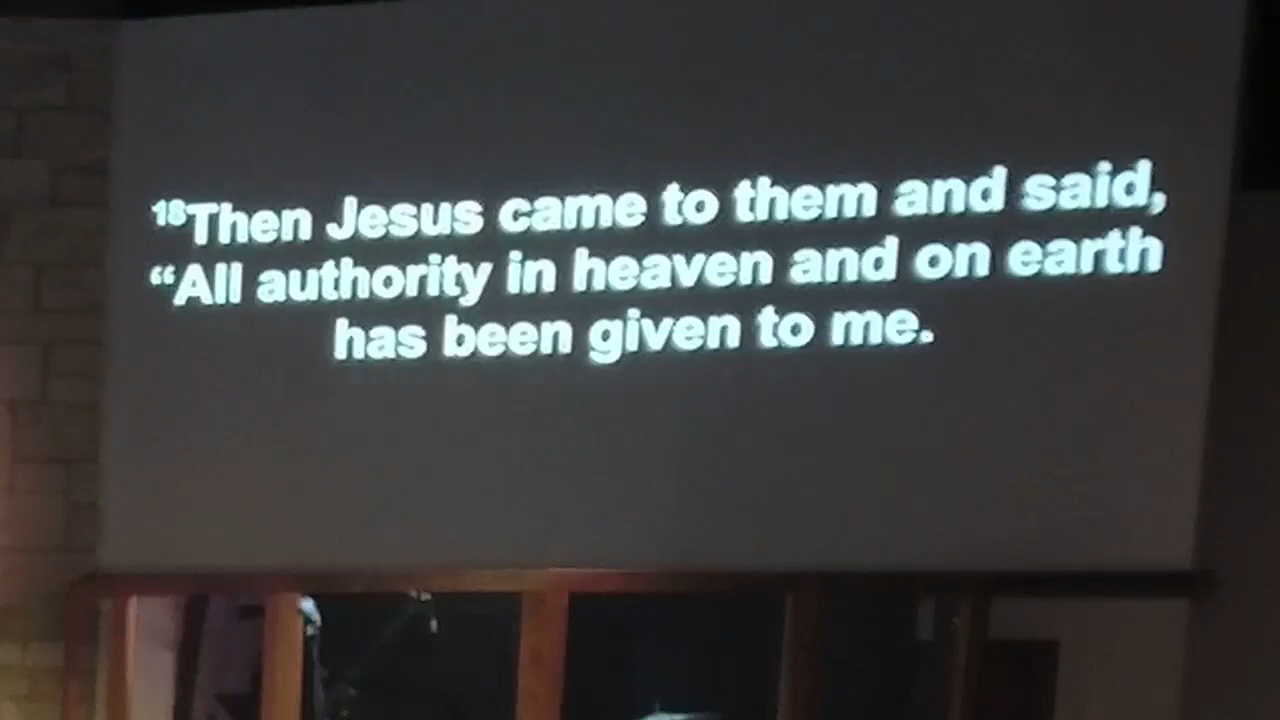 18Then Jesus came to them and said,
“All authority in heaven and on earth
has been given to me.